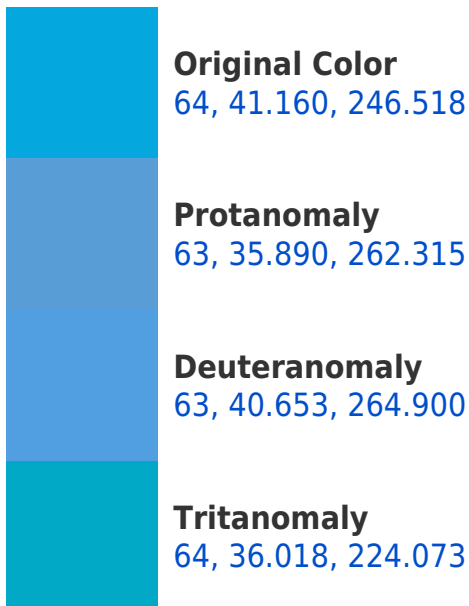 Original Color
64, 41.160, 246.518
Protanomaly
63, 35.890, 262.315
Deuteranomaly
63, 40.653, 264.900
Tritanomaly
64, 36.018, 224.073